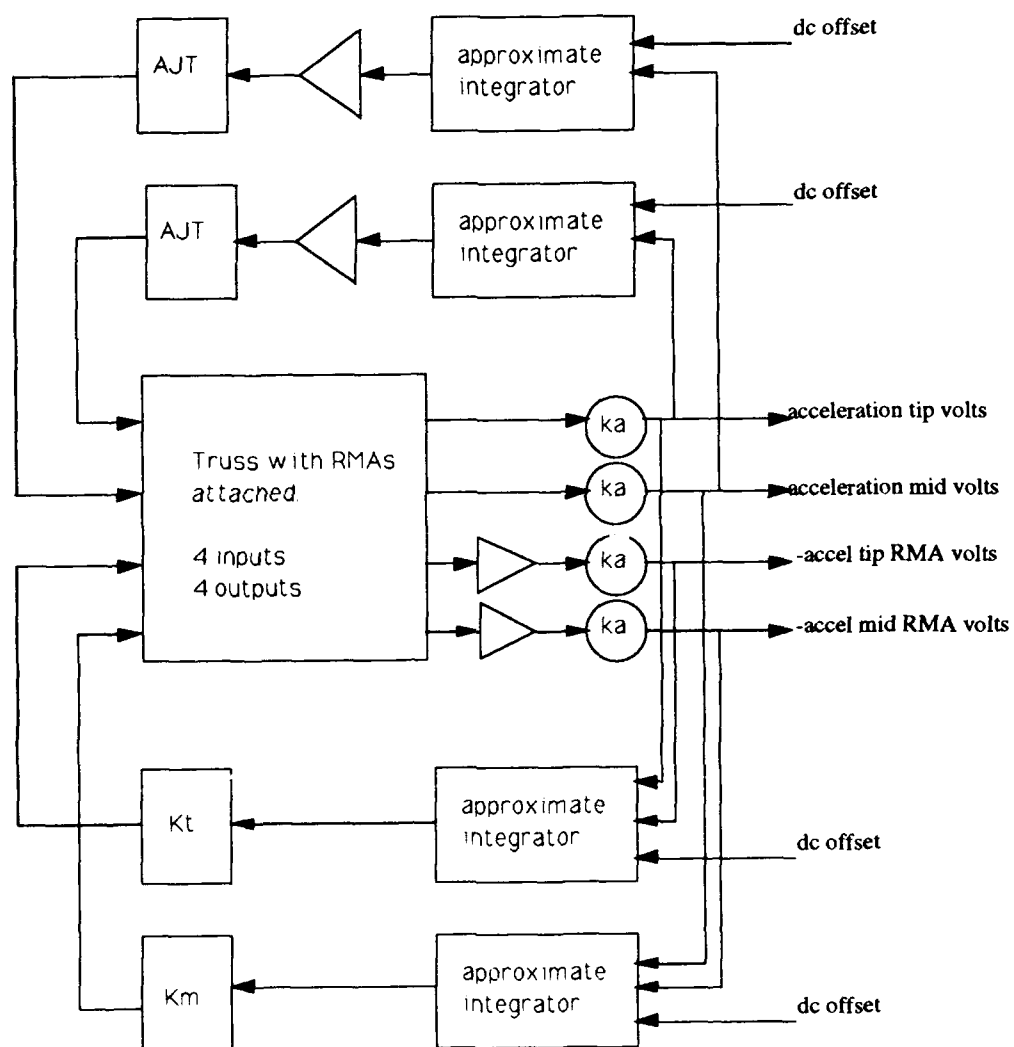 dc offset
AJT
approximate
integrator
dc offset
AJT
approximate
integrator
Truss with RMAs
attached.
4 inputs
4 outputs
ka
acceleration tip volts
ka
acceleration mid volts
ka
-accel tip RMA volts
ka
-accel mid RMA volts
Kt
approximate
integrator
dc offset
Km
approximate
integrator
dc offset